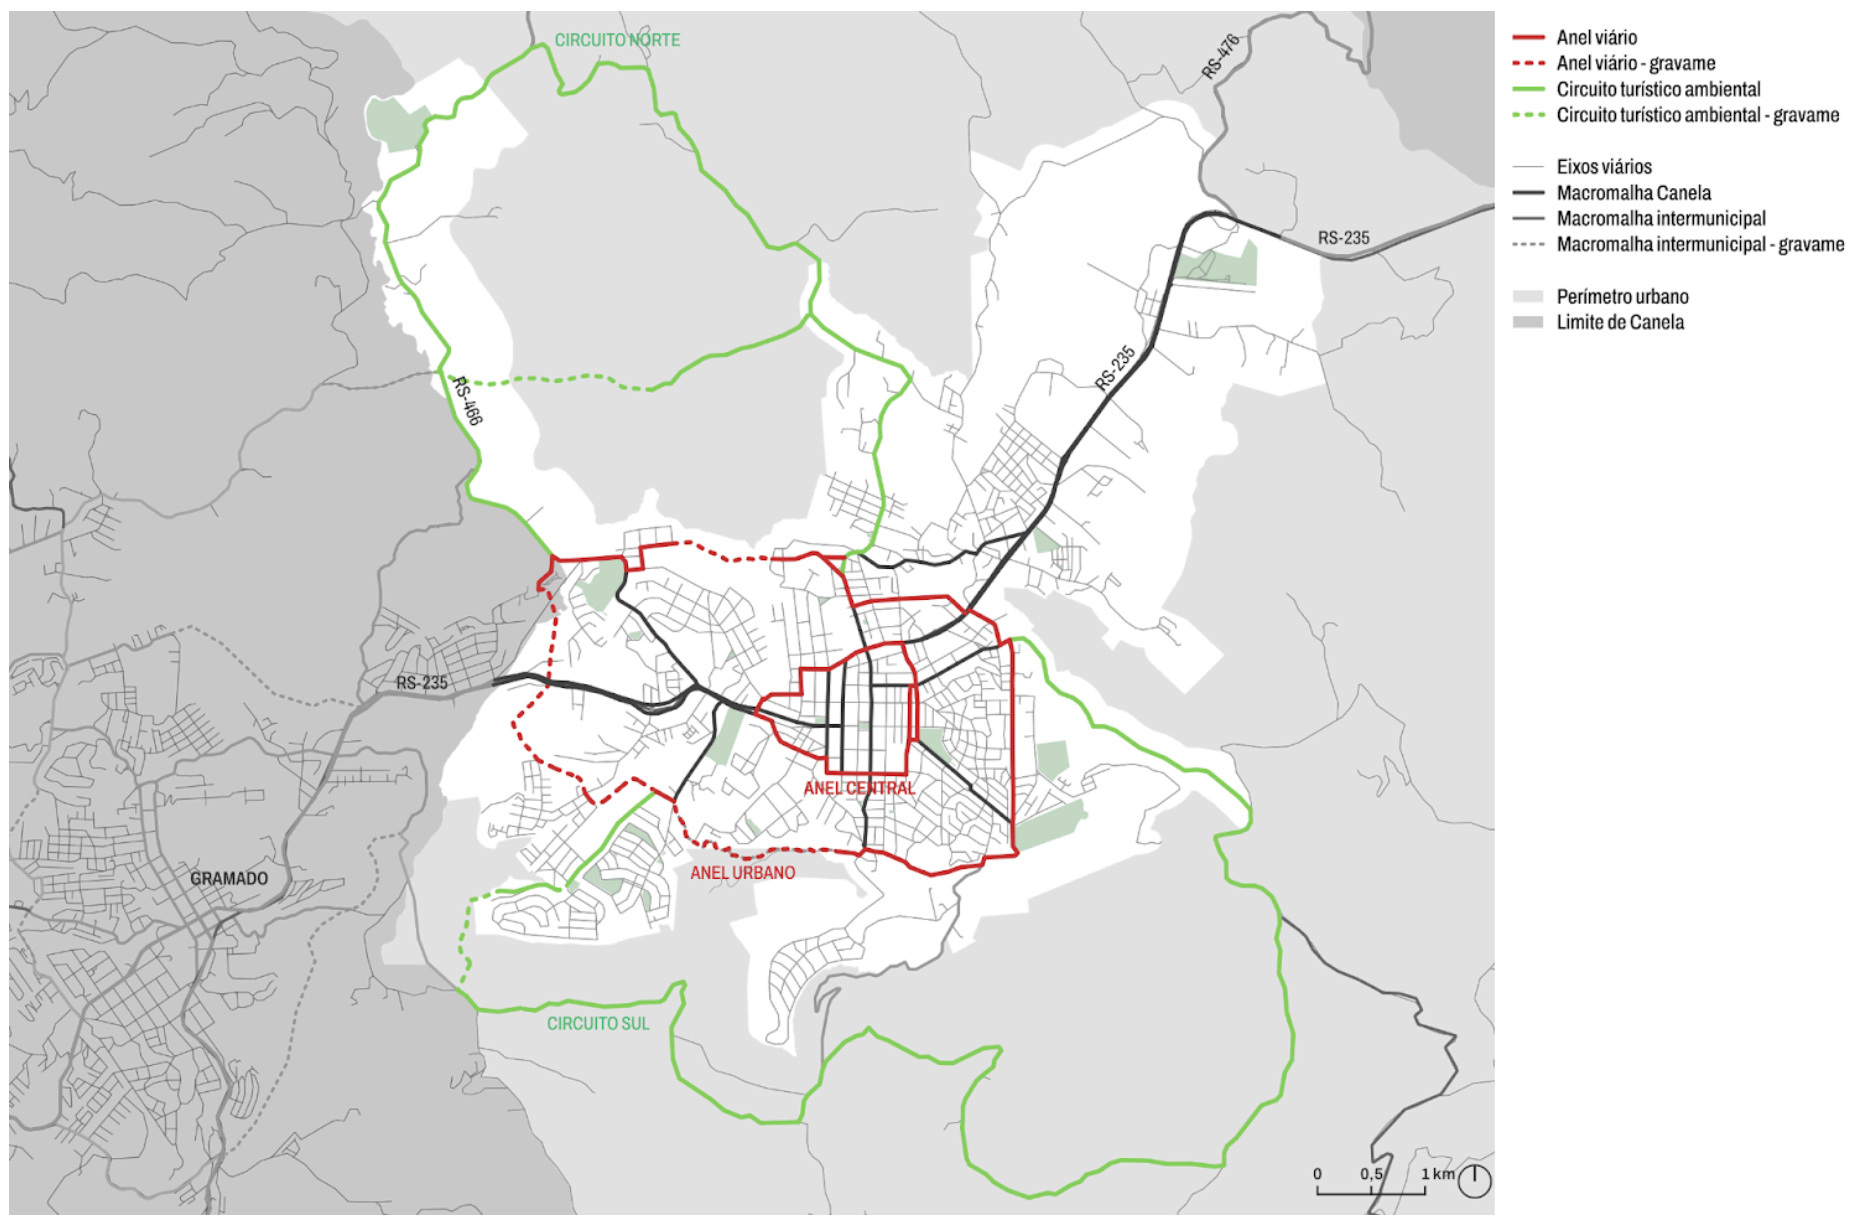 CIRCUITO NORTE
RS-476
RS-235
RS-235
RS-466
RS-235
ANEL CENTRAL
ANEL URBANO
GRAMADO
CIRCUITO SUL
0 0,5 1 km
Anel viário
Anel viário - gravame
Circuito turístico ambiental
Circuito turístico ambiental - gravame
Eixos viários
Macromalha Canela
Macromalha intermunicipal
Macromalha intermunicipal - gravame
Perímetro urbano
Limite de Canela